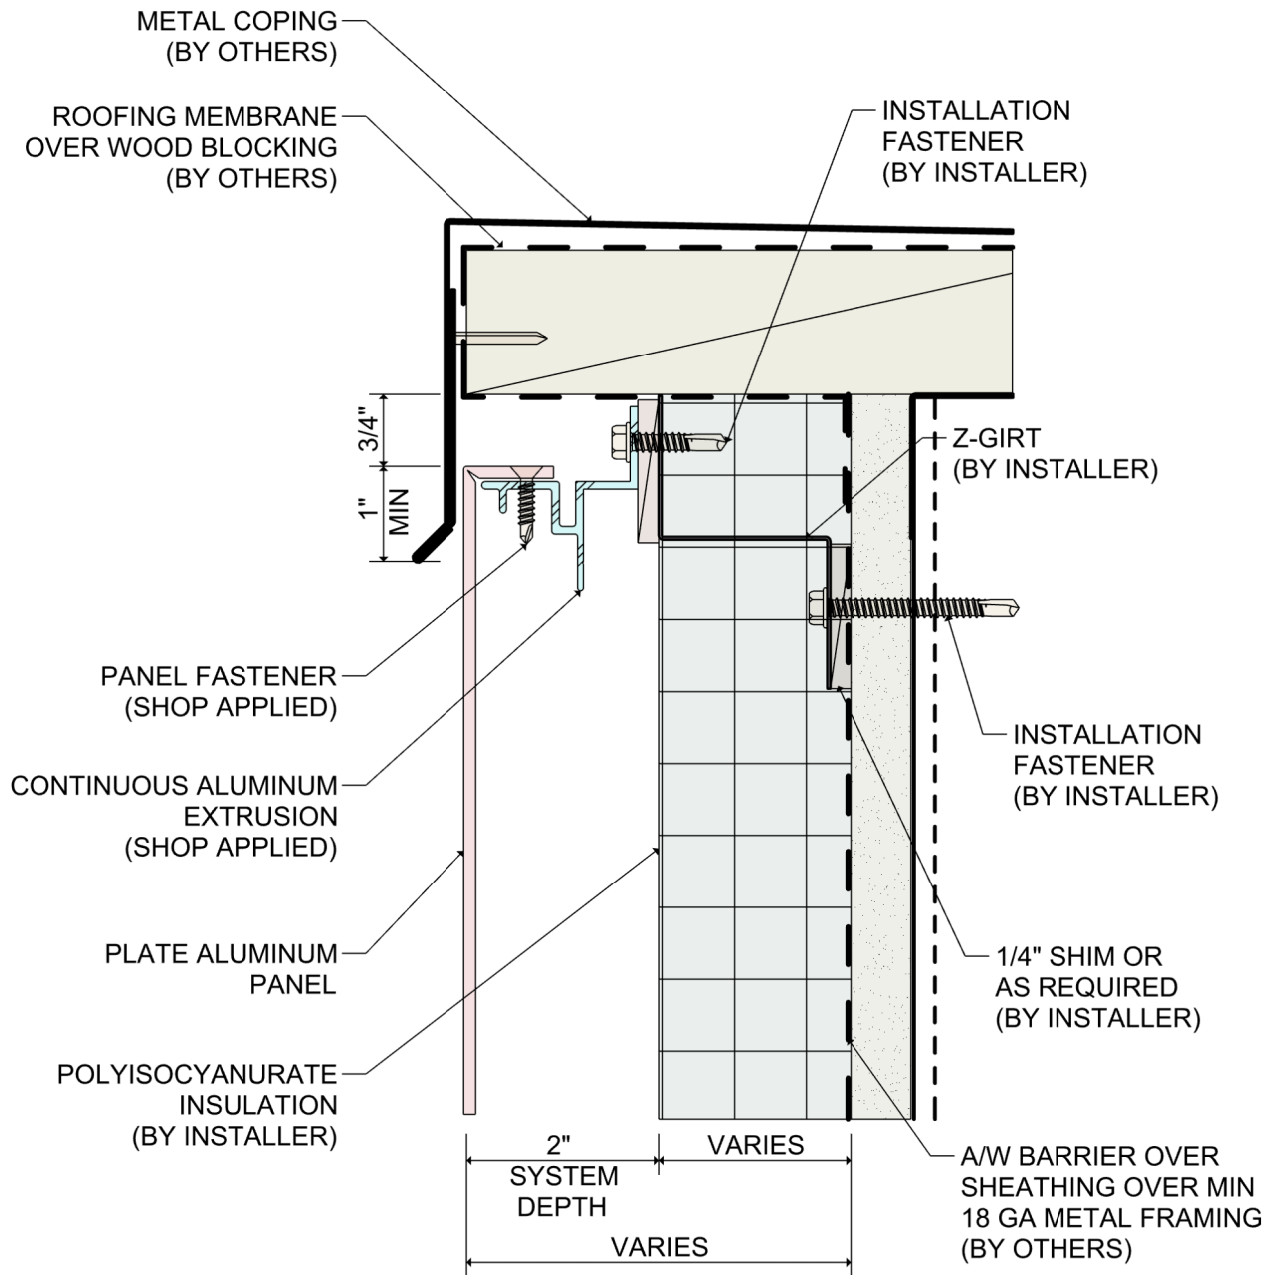 METAL COPING
(BY OTHERS)
ROOFING MEMBRANE
OVER WOOD BLOCKING
(BY OTHERS)
INSTALLATION
FASTENER
(BY INSTALLER)
3/4"
1"
MIN
Z-GIRT
(BY INSTALLER)
PANEL FASTENER
(SHOP APPLIED)
CONTINUOUS ALUMINUM
EXTRUSION
(SHOP APPLIED)
INSTALLATION
FASTENER
(BY INSTALLER)
PLATE ALUMINUM
PANEL
1/4" SHIM OR
AS REQUIRED
(BY INSTALLER)
POLYISOCYANURATE
INSULATION
(BY INSTALLER)
2"
SYSTEM
DEPTH
VARIES
VARIES
A/W BARRIER OVER
SHEATHING OVER MIN
18 GA METAL FRAMING
(BY OTHERS)